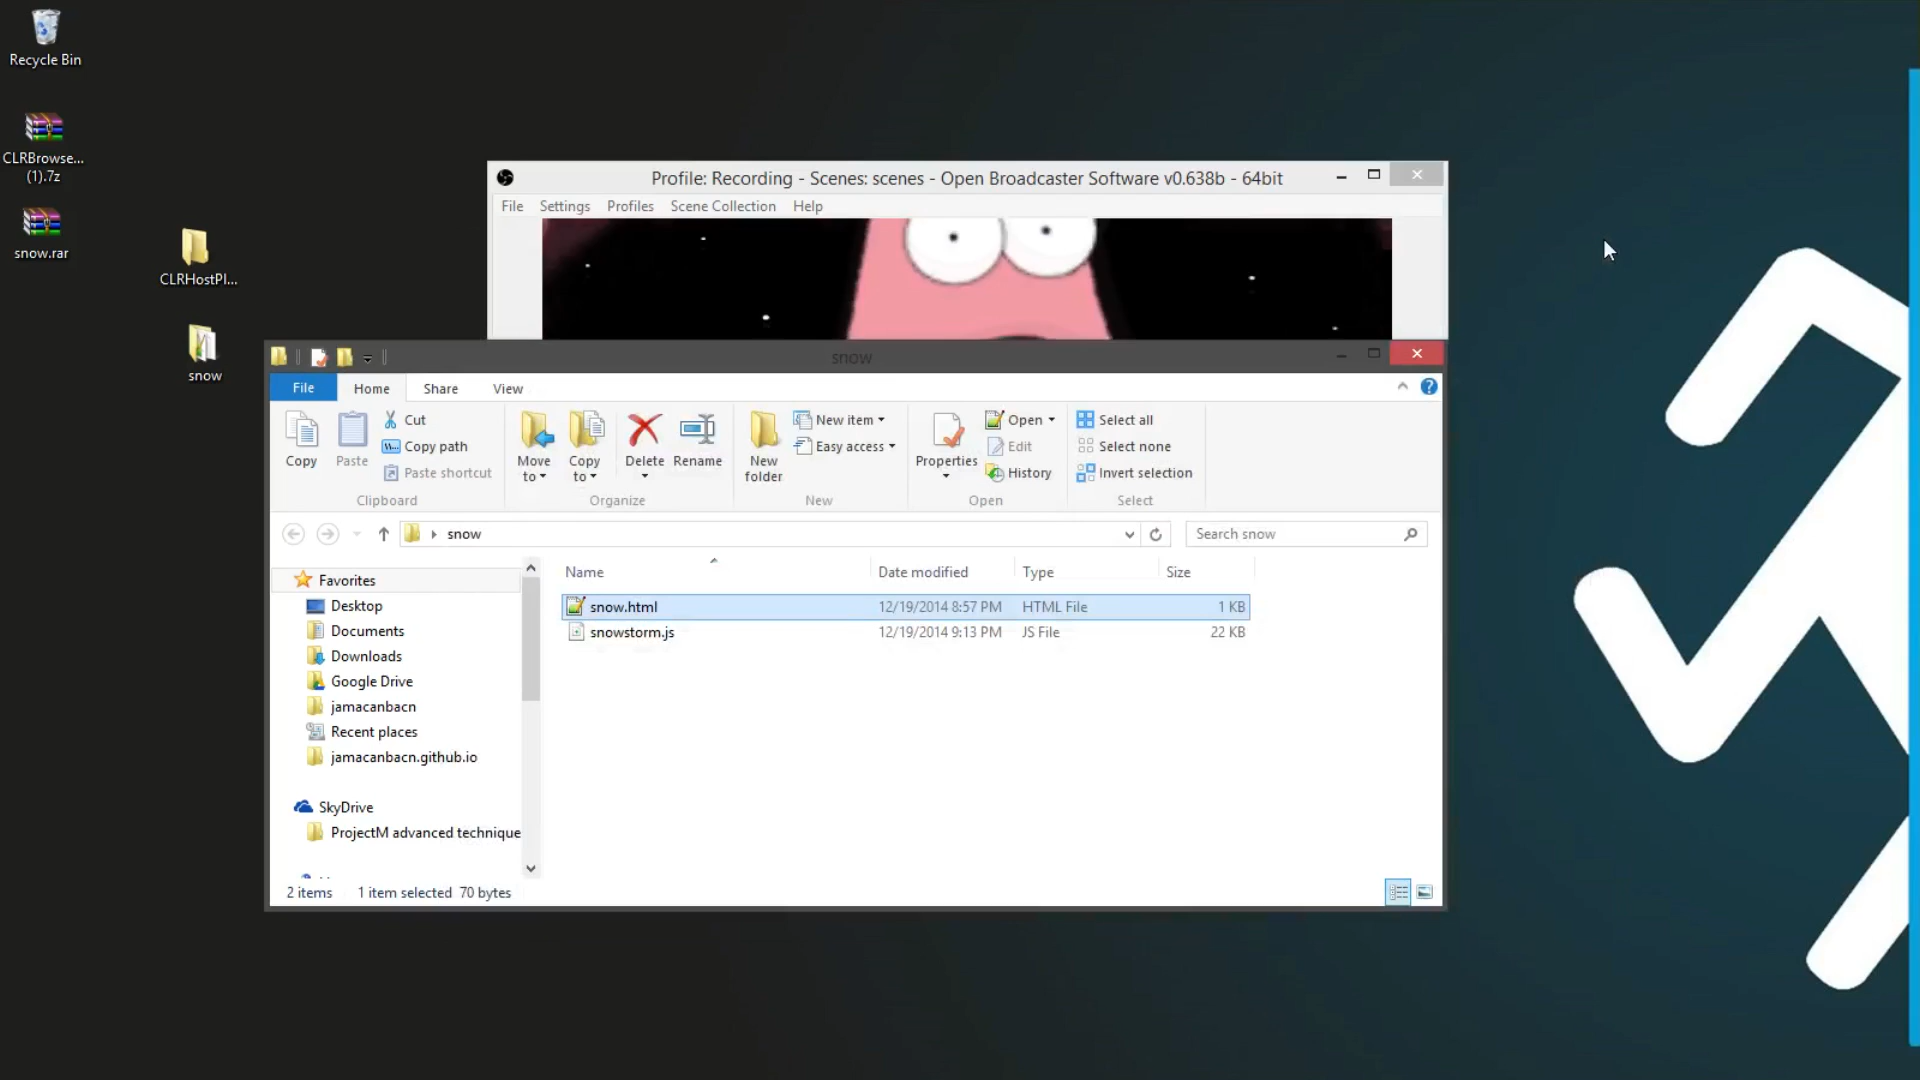 Recycle Bin
CLRBrowse...
(1).7z
snow.rar
CLRHostPl...
snow
Profile: Recording - Scenes: scenes - Open Broadcaster Software v0.638b - 64bit
File Settings Profiles Scene Collection Help
snow
File Home Share View
Copy
Paste
Cut
Copy path
Paste shortcut
Clipboard
Move to
Copy to
Delete
Rename
Organize
New folder
New item
Easy access
New
Properties
Open
Edit
History
Open
Select all
Select none
Invert selection
Select
snow
Search snow
Name Date modified Type Size
snow.html 12/19/2014 8:57 PM HTML File 1 KB
snowstorm.js 12/19/2014 9:13 PM JS File 22 KB
Favorites
Desktop
Documents
Downloads
Google Drive
jamacanbacn
Recent places
jamacanbacn.github.io
SkyDrive
ProjectM advanced technique
2 items 1 item selected 70 bytes